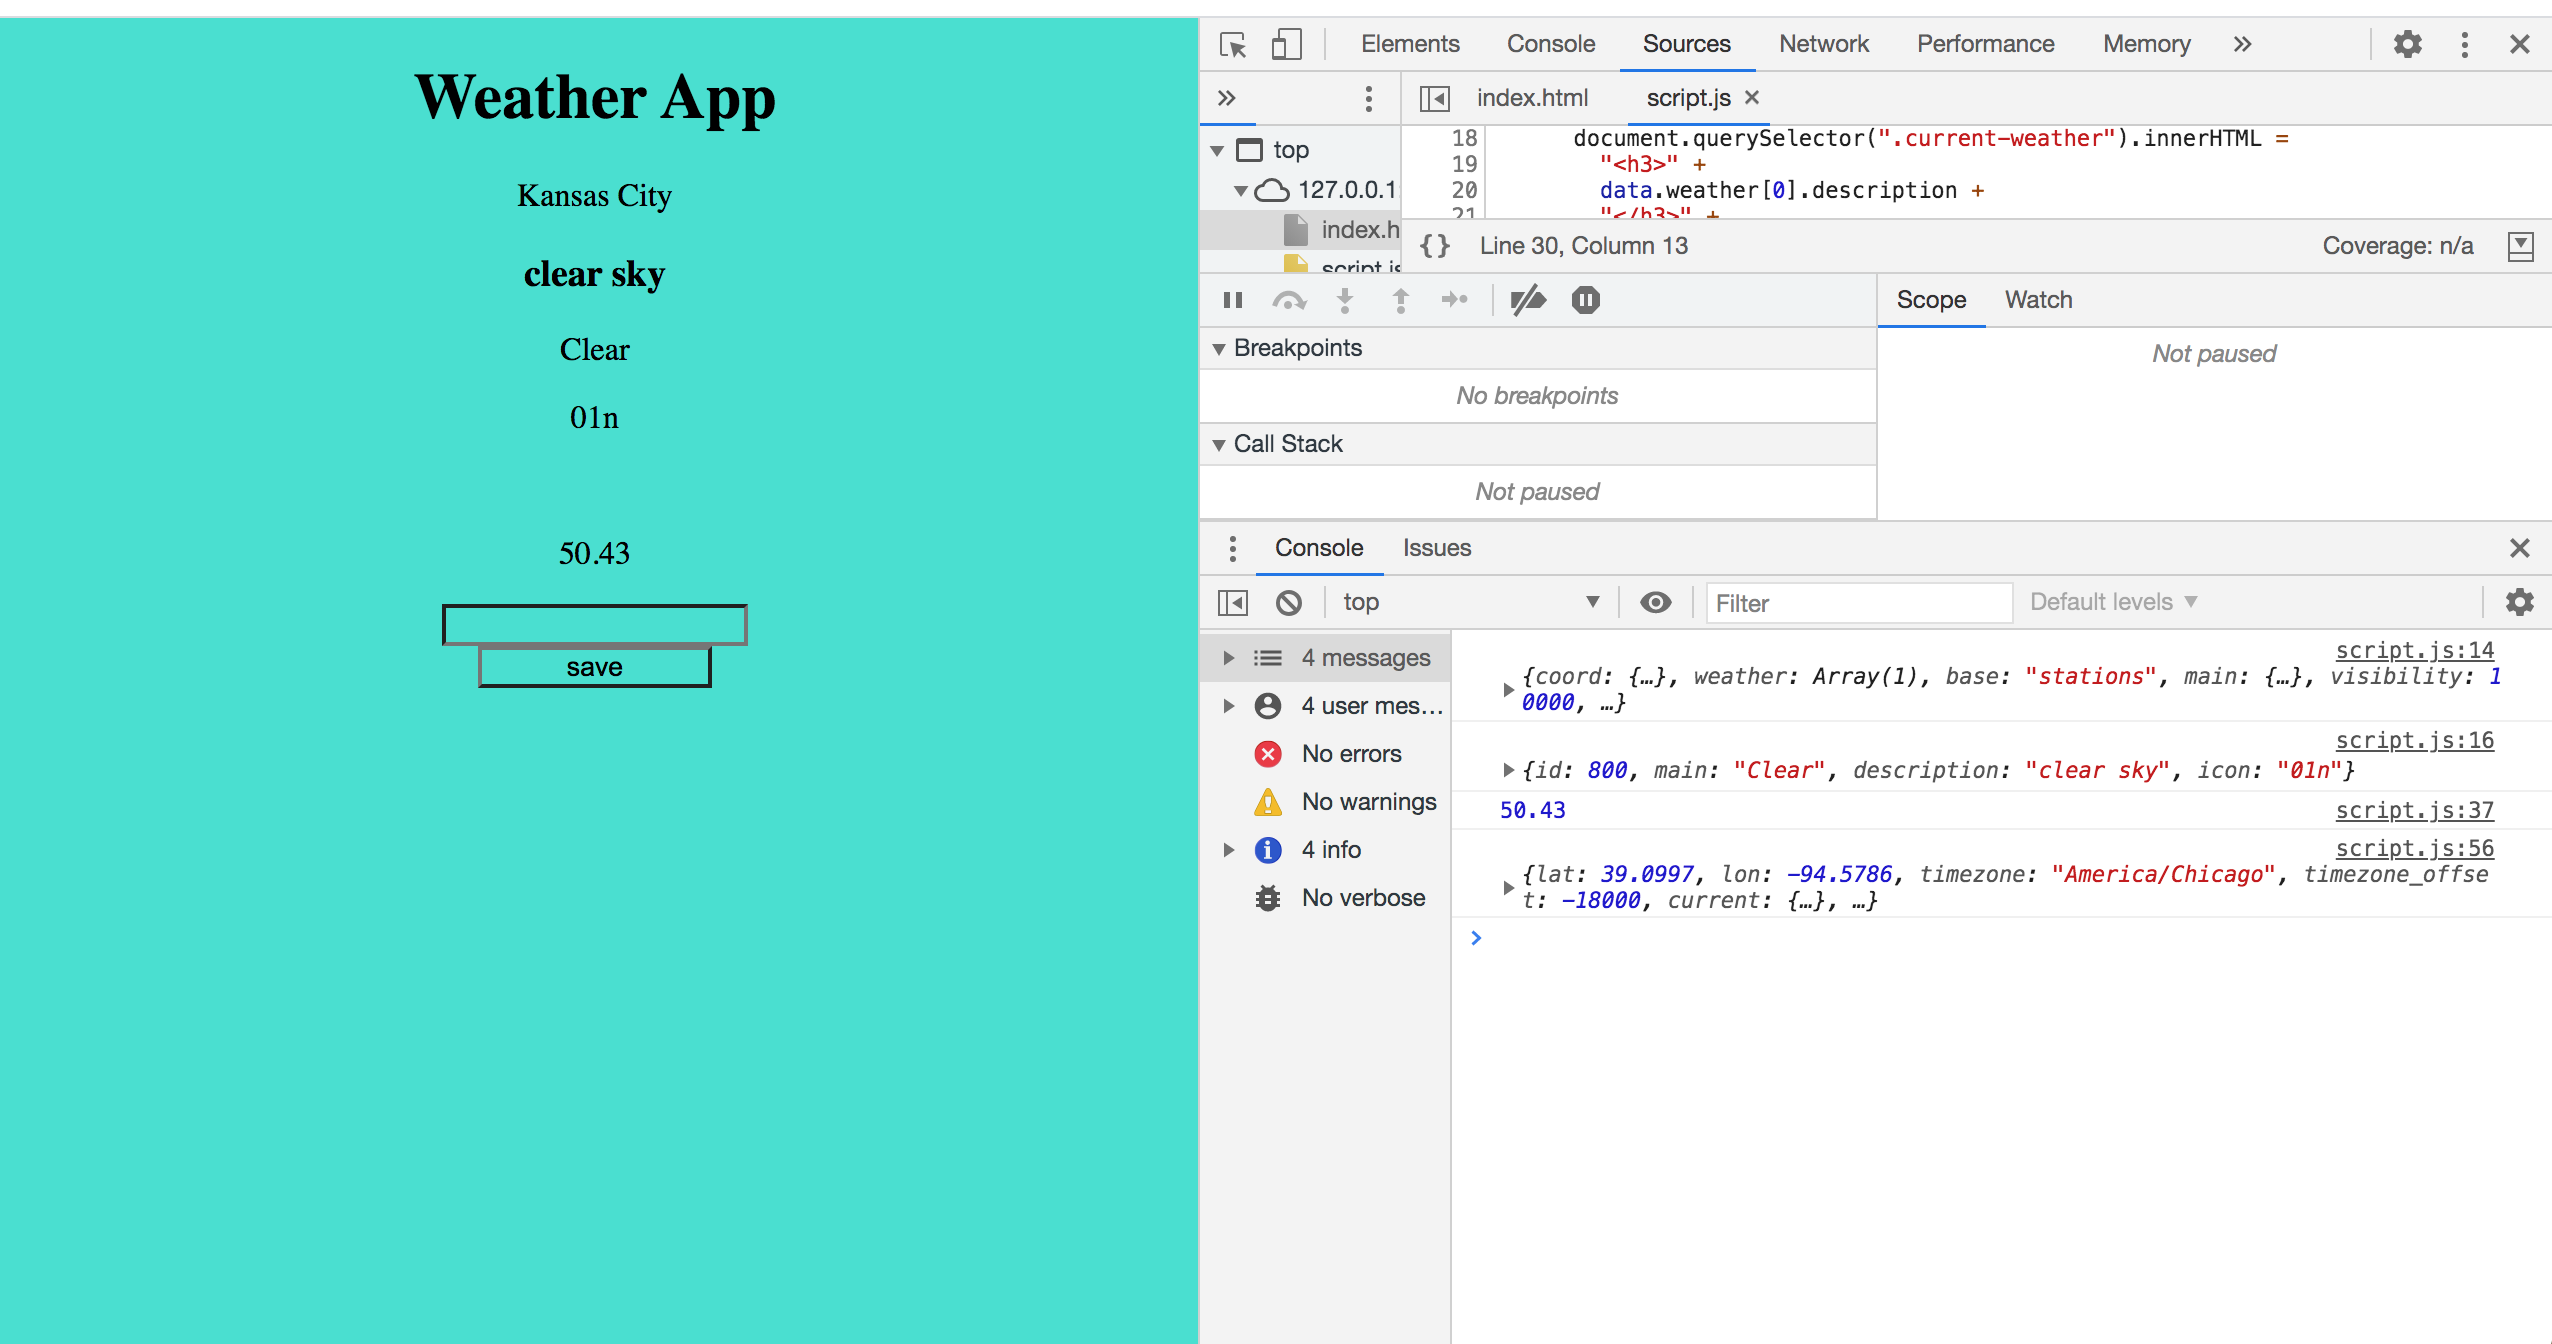 Weather App
Kansas City
clear sky
Clear
01n
50.43
save
Elements Console Sources Network Performance Memory
index.html script.js
top
127.0.0.1
index.h
script.js
18 document.querySelector(".current-weather").innerHTML =
19 "<h3>" +
20 data.weather[0].description +
21 "</h3>" +
{} Line 30, Column 13 Coverage: n/a
Scope Watch
Not paused
Breakpoints
No breakpoints
Call Stack
Not paused
Console Issues
top Filter Default levels
4 messages
4 user mes…
No errors
No warnings
4 info
No verbose
script.js:14
{coord: {…}, weather: Array(1), base: "stations", main: {…}, visibility: 1
0000, …}
script.js:16
{id: 800, main: "Clear", description: "clear sky", icon: "01n"}
50.43 script.js:37
script.js:56
{lat: 39.0997, lon: -94.5786, timezone: "America/Chicago", timezone_offse
t: -18000, current: {…}, …}